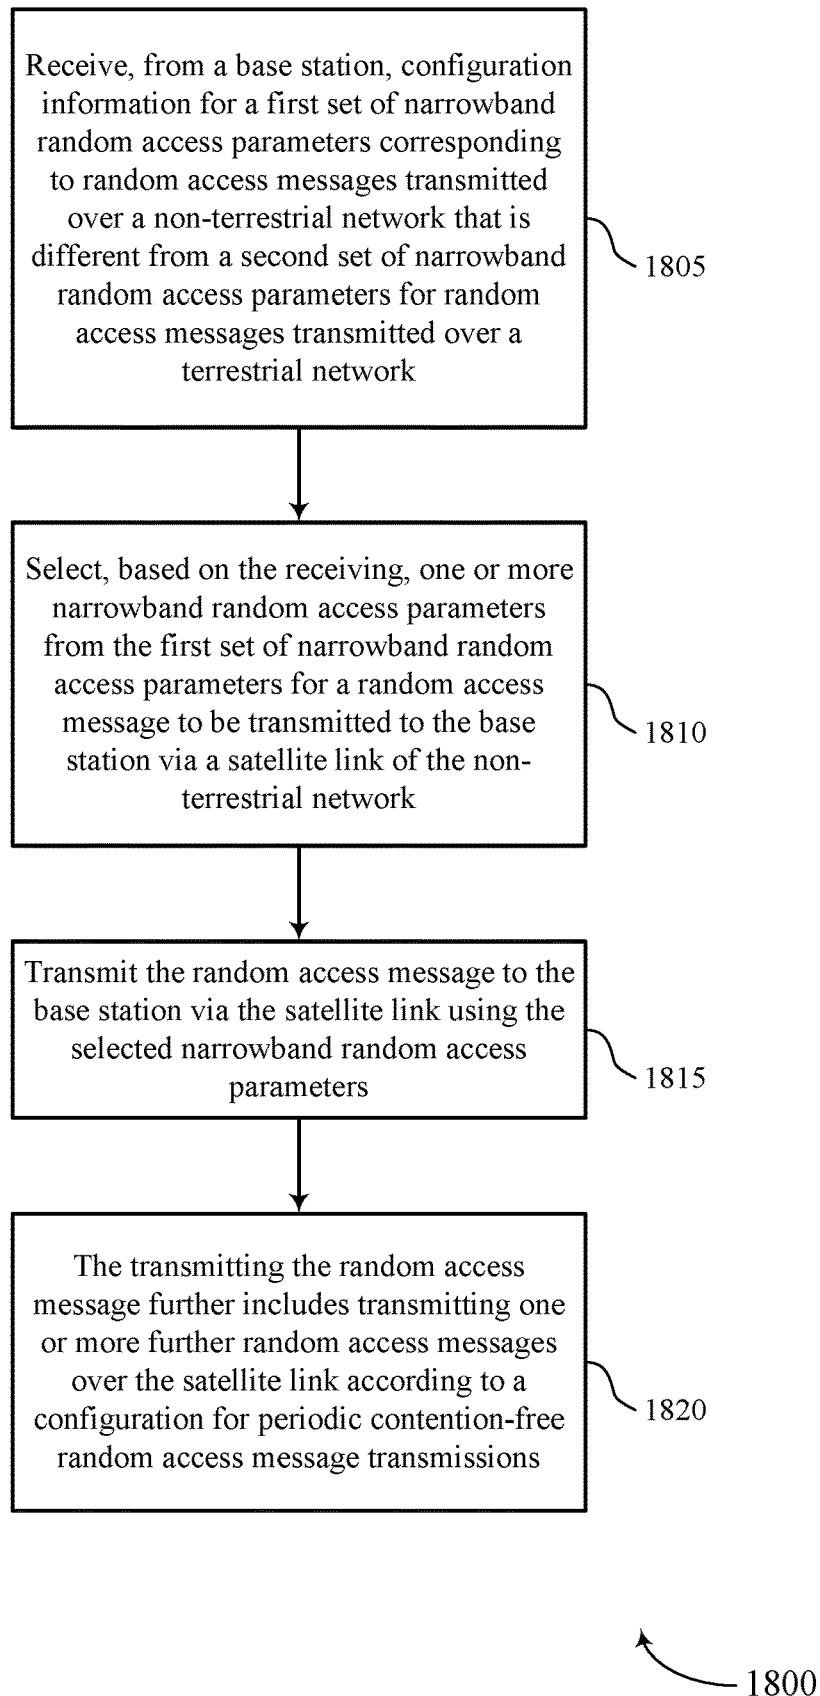 Receive, from a base station, configuration
information for a first set of narrowband
random access parameters corresponding
to random access messages transmitted
over a non-terrestrial network that is
different from a second set of narrowband
random access parameters for random
access messages transmitted over a
terrestrial network
1805
Select, based on the receiving, one or more
narrowband random access parameters
from the first set of narrowband random
access parameters for a random access
message to be transmitted to the base
station via a satellite link of the non-
terrestrial network
1810
Transmit the random access message to the
base station via the satellite link using the
selected narrowband random access
parameters
1815
The transmitting the random access
message further includes transmitting one
or more further random access messages
over the satellite link according to a
configuration for periodic contention-free
random access message transmissions
1820
1800